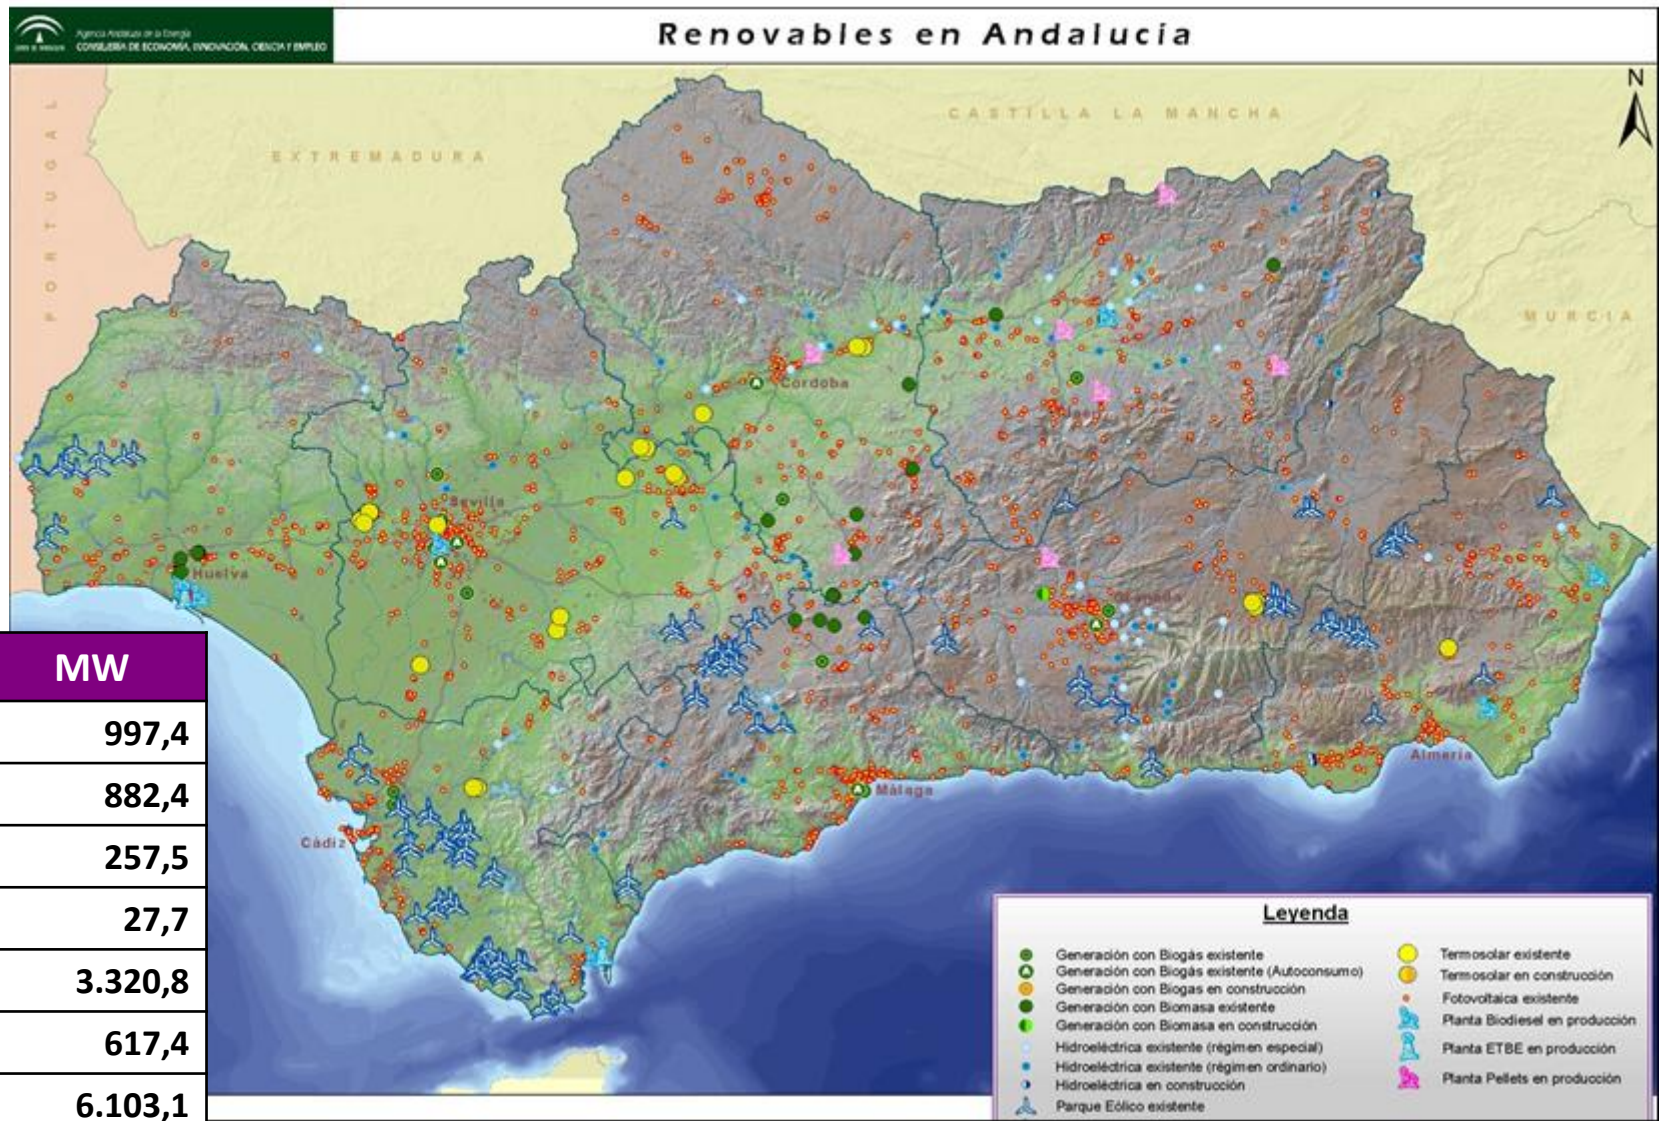 Agencia Andaluza de la Energía
CONSEJERÍA DE ECONOMÍA, INNOVACIÓN, CIENCIA Y EMPLEO
Renovables en Andalucía
N
CASTILLA LA MANCHA
EXTREMADURA
PORTUGAL
MURCIA
Córdoba
Sevilla
Huelva
Granada
Almería
Málaga
Cádiz
MW
997,4
882,4
257,5
27,7
3.320,8
617,4
6.103,1
Leyenda
Generación con Biogás existente
Generación con Biogás existente (Autoconsumo)
Generación con Biogas en construcción
Generación con Biomasa existente
Generación con Biomasa en construcción
Hidroeléctrica existente (régimen especial)
Hidroeléctrica existente (régimen ordinario)
Hidroeléctrica en construcción
Parque Eólico existente
Termosolar existente
Termosolar en construcción
Fotovoltaica existente
Planta Biodiesel en producción
Planta ETBE en producción
Planta Pellets en producción